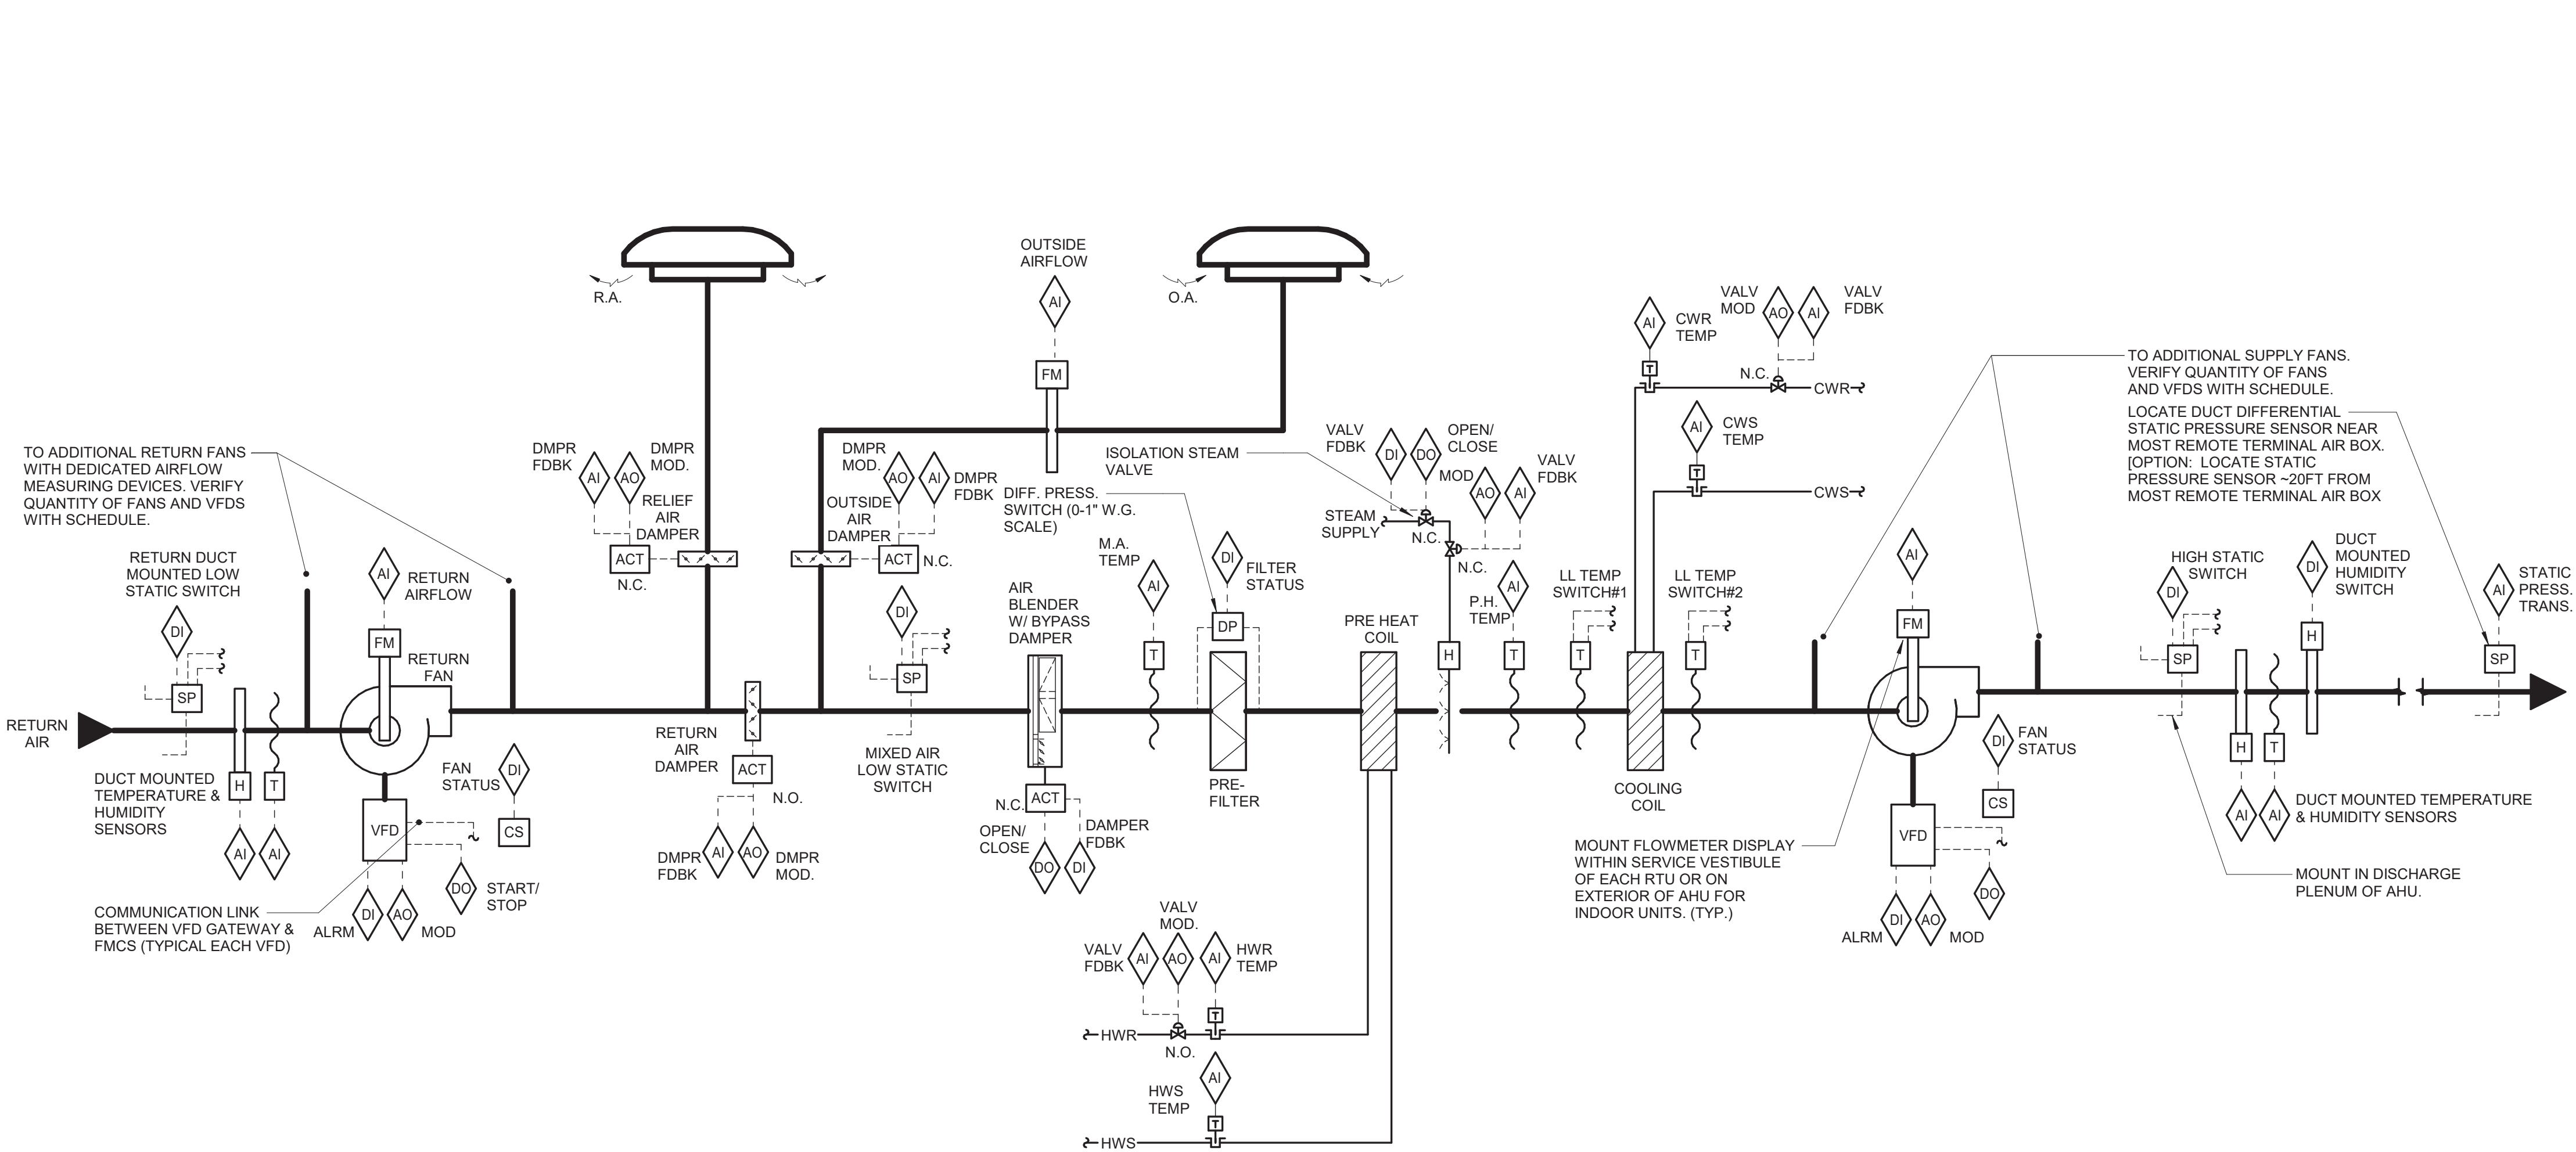 OUTSIDE
AIRFLOW
AI
FM
R.A.
O.A.
AI
CWR
TEMP
T
VALV
MOD
AO
AI
VALV
FDBK
N.C.
CWR
AI
CWS
TEMP
T
CWS
TO ADDITIONAL SUPPLY FANS.
VERIFY QUANTITY OF FANS
AND VFDS WITH SCHEDULE.
LOCATE DUCT DIFFERENTIAL
STATIC PRESSURE SENSOR NEAR
MOST REMOTE TERMINAL AIR BOX.
[OPTION: LOCATE STATIC
PRESSURE SENSOR ~20FT FROM
MOST REMOTE TERMINAL AIR BOX
TO ADDITIONAL RETURN FANS
WITH DEDICATED AIRFLOW
MEASURING DEVICES. VERIFY
QUANTITY OF FANS AND VFDS
WITH SCHEDULE.
RETURN DUCT
MOUNTED LOW
STATIC SWITCH
DI
SP
RETURN
AIR
DUCT MOUNTED
TEMPERATURE &
HUMIDITY
SENSORS
H
T
AI
AI
AI
RETURN
AIRFLOW
FM
RETURN
FAN
FAN
STATUS
DI
CS
VFD
DO
START/
STOP
DI
AO
ALRM
MOD
COMMUNICATION LINK
BETWEEN VFD GATEWAY &
FMCS (TYPICAL EACH VFD)
DMPR
FDBK
AI
AO
DMPR
MOD.
RELIEF
AIR
DAMPER
ACT
N.C.
DMPR
MOD.
AO
AI
DMPR
FDBK
OUTSIDE
AIR
DAMPER
ACT
N.C.
RETURN
AIR
DAMPER
ACT
N.O.
DMPR
FDBK
AI
AO
DMPR
MOD.
DI
SP
MIXED AIR
LOW STATIC
SWITCH
AIR
BLENDER
W/ BYPASS
DAMPER
N.C.
ACT
OPEN/
CLOSE
DAMPER
FDBK
DO
DI
M.A.
TEMP
AI
T
DIFF. PRESS.
SWITCH (0-1" W.G.
SCALE)
DI
FILTER
STATUS
DP
PRE-
FILTER
ISOLATION STEAM
VALVE
VALV
FDBK
DI
DO
OPEN/
CLOSE
STEAM
SUPPLY
N.C.
MOD
AO
AI
VALV
FDBK
N.C.
PRE HEAT
COIL
H
P.H.
TEMP
AI
T
LL TEMP
SWITCH#1
T
LL TEMP
SWITCH#2
T
COOLING
COIL
VALV
FDBK
AI
VALV
MOD.
AO
AI
HWR
TEMP
T
HWR
N.O.
HWS
TEMP
AI
T
HWS
AI
FM
MOUNT FLOWMETER DISPLAY
WITHIN SERVICE VESTIBULE
OF EACH RTU OR ON
EXTERIOR OF AHU FOR
INDOOR UNITS. (TYP.)
DI
FAN
STATUS
CS
VFD
DO
DI
AO
ALRM
MOD
HIGH STATIC
SWITCH
DI
SP
DI
DUCT
MOUNTED
HUMIDITY
SWITCH
H
H
T
AI
AI
DUCT MOUNTED TEMPERATURE
& HUMIDITY SENSORS
MOUNT IN DISCHARGE
PLENUM OF AHU.
AI
STATIC
PRESS.
TRANS.
SP